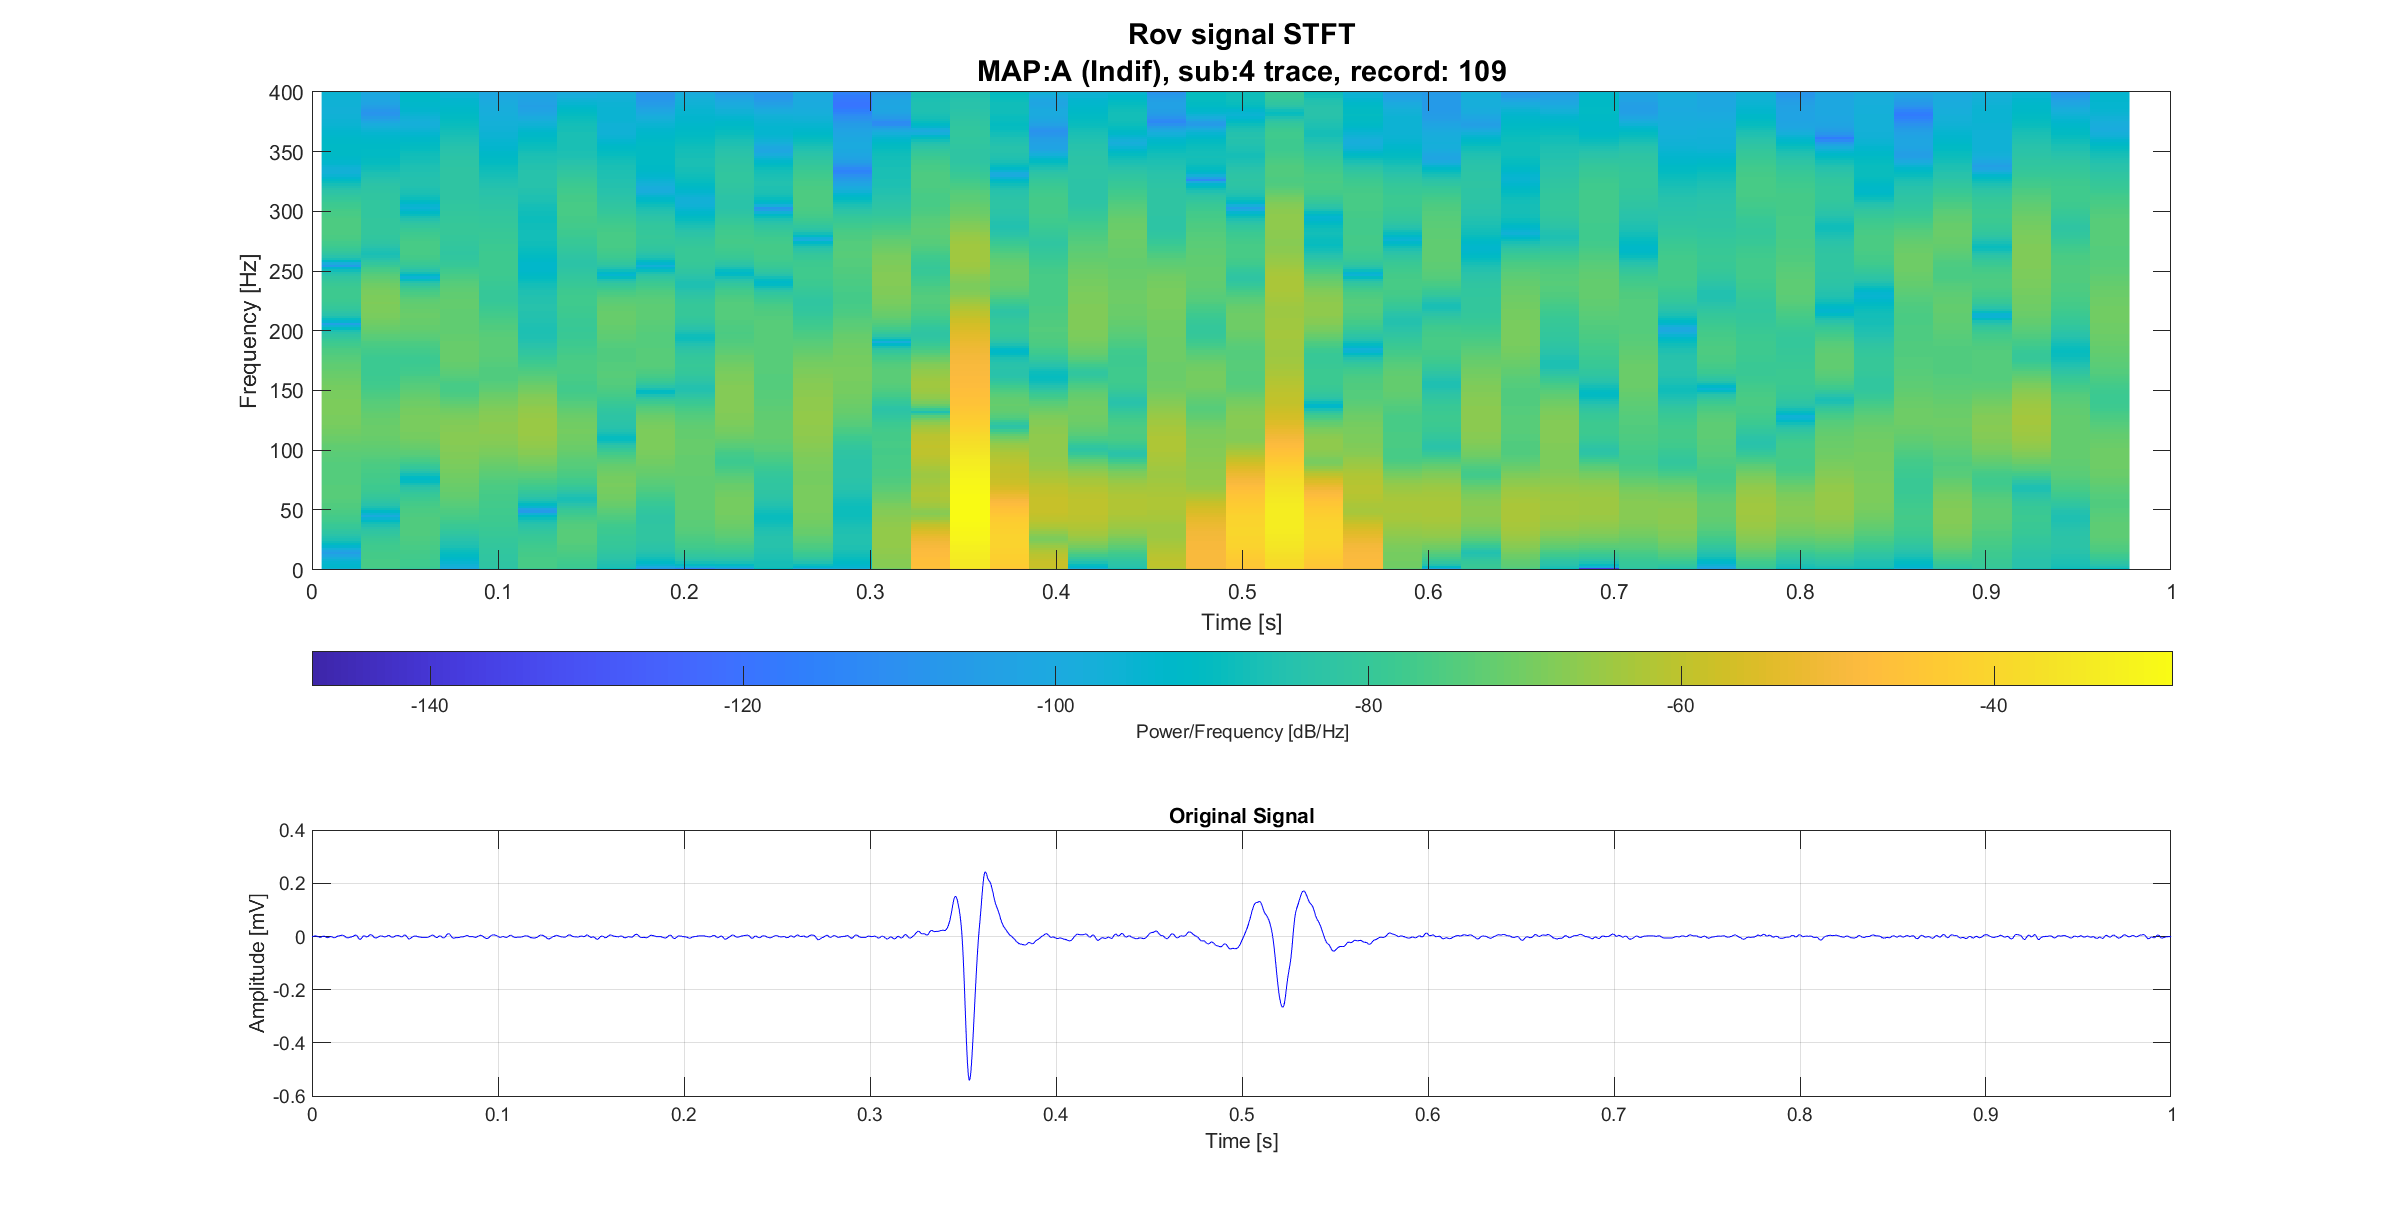 Rov signal STFT
MAP:A (Indif), sub:4 trace, record: 109
400
350
300
250
200
150
100
50
0
Frequency [Hz]
0 0.1 0.2 0.3 0.4 0.5 0.6 0.7 0.8 0.9 1
Time [s]
-140 -120 -100 -80 -60 -40
Power/Frequency [dB/Hz]
Original Signal
0.4
0.2
0
-0.2
-0.4
-0.6
Amplitude [mV]
0 0.1 0.2 0.3 0.4 0.5 0.6 0.7 0.8 0.9 1
Time [s]